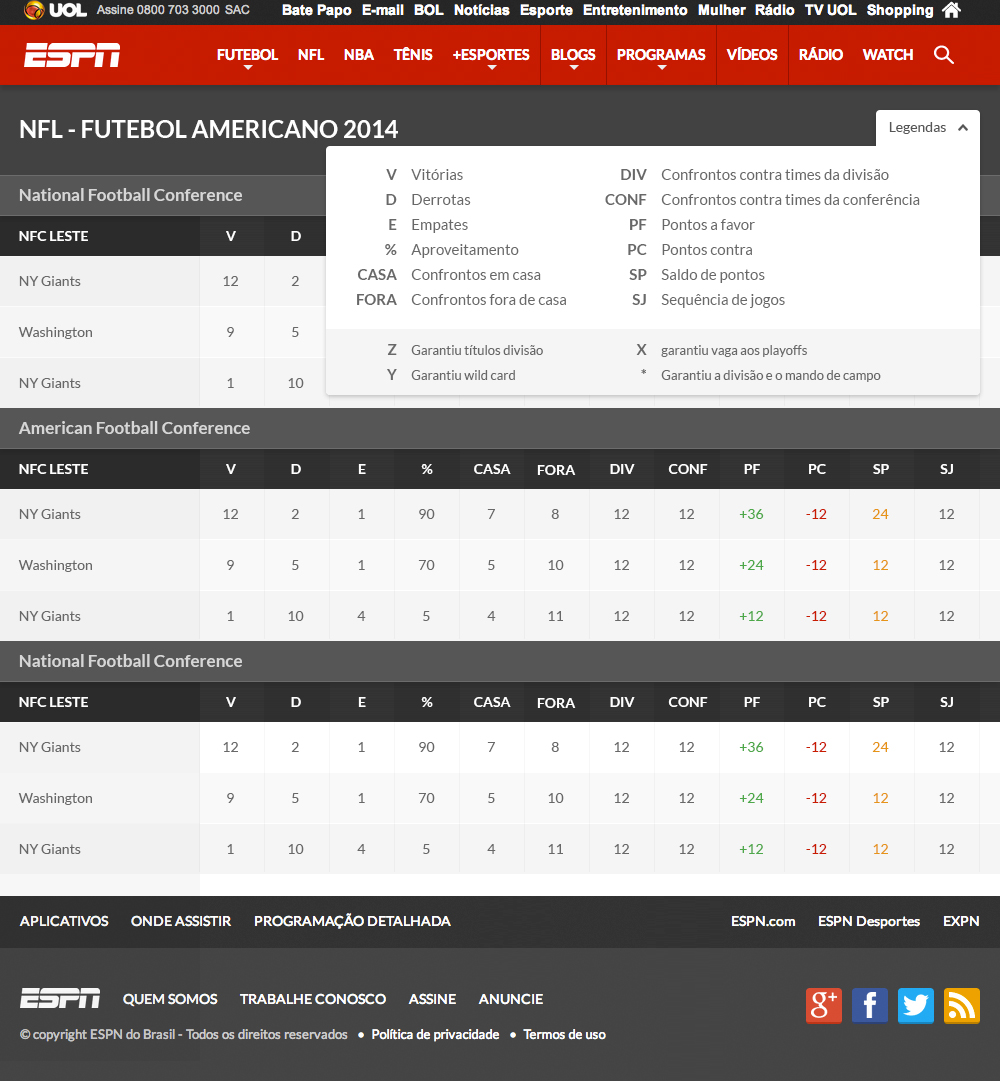 UOL Assine 0800 703 3000 SAC Bate Papo E-mail BOL Notícias Esporte Entretenimento Mulher Rádio TV UOL Shopping
ESPN FUTEBOL NFL NBA TÊNIS +ESPORTES BLOGS PROGRAMAS VÍDEOS RÁDIO WATCH
NFL - FUTEBOL AMERICANO 2014
Legendas
V Vitórias DIV Confrontos contra times da divisão
D Derrotas CONF Confrontos contra times da conferência
E Empates PF Pontos a favor
% Aproveitamento PC Pontos contra
CASA Confrontos em casa SP Saldo de pontos
FORA Confrontos fora de casa SJ Sequência de jogos
Z Garantiu títulos divisão X garantiu vaga aos playoffs
Y Garantiu wild card * Garantiu a divisão e o mando de campo
National Football Conference
NFC LESTE V D
NY Giants 12 2
Washington 9 5
NY Giants 1 10
American Football Conference
NFC LESTE V D E % CASA FORA DIV CONF PF PC SP SJ
NY Giants 12 2 1 90 7 8 12 12 +36 -12 24 12
Washington 9 5 1 70 5 10 12 12 +24 -12 12 12
NY Giants 1 10 4 5 4 11 12 12 +12 -12 12 12
National Football Conference
NFC LESTE V D E % CASA FORA DIV CONF PF PC SP SJ
NY Giants 12 2 1 90 7 8 12 12 +36 -12 24 12
Washington 9 5 1 70 5 10 12 12 +24 -12 12 12
NY Giants 1 10 4 5 4 11 12 12 +12 -12 12 12
APLICATIVOS ONDE ASSISTIR PROGRAMAÇÃO DETALHADA ESPN.com ESPN Desportes EXPN
ESPN QUEM SOMOS TRABALHE CONOSCO ASSINE ANUNCIE g+ f
© copyright ESPN do Brasil - Todos os direitos reservados • Política de privacidade • Termos de uso